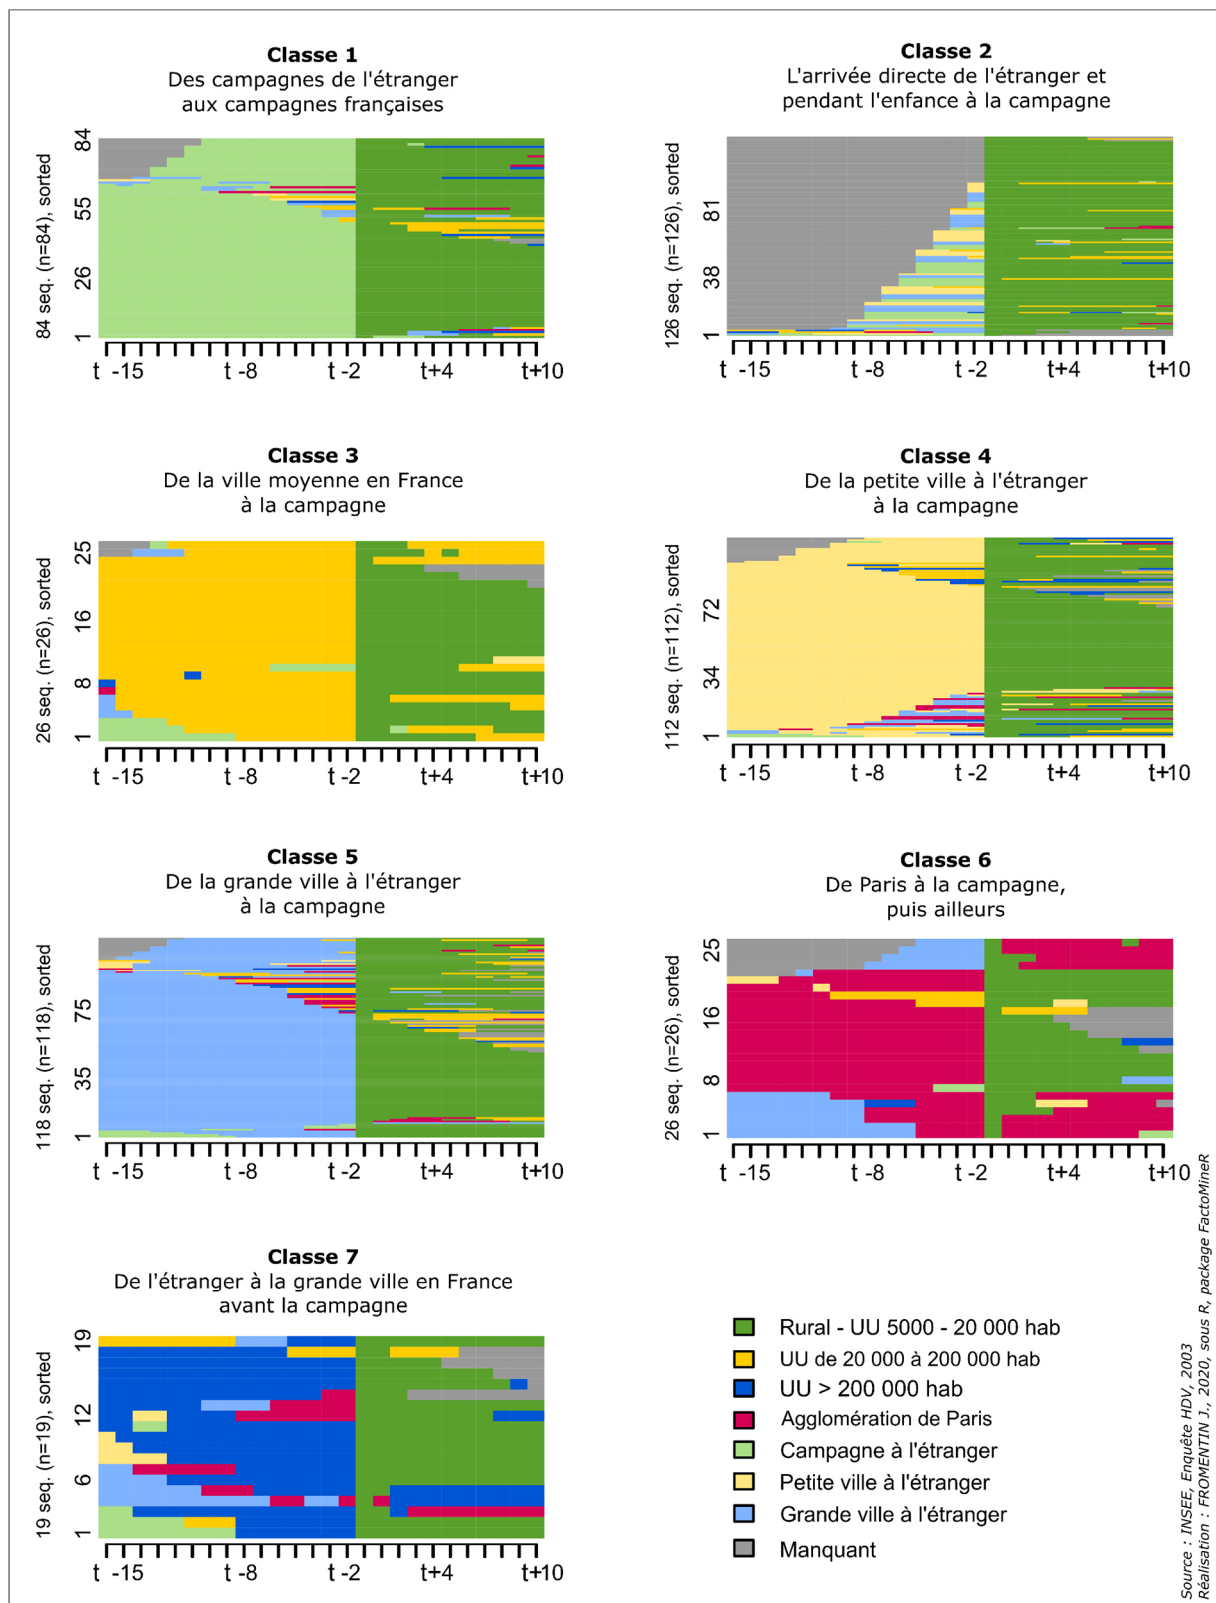 Classe 1
Des campagnes de l'étranger
aux campagnes françaises
84 seq. (n=84), sorted
84
55
26
1
t -15 t -8 t -2 t+4 t+10
Classe 2
L'arrivée directe de l'étranger et
pendant l'enfance à la campagne
126 seq. (n=126), sorted
81
38
1
t -15 t -8 t -2 t+4 t+10
Classe 3
De la ville moyenne en France
à la campagne
26 seq. (n=26), sorted
25
16
8
1
t -15 t -8 t -2 t+4 t+10
Classe 4
De la petite ville à l'étranger
à la campagne
112 seq. (n=112), sorted
72
34
1
t -15 t -8 t -2 t+4 t+10
Classe 5
De la grande ville à l'étranger
à la campagne
118 seq. (n=118), sorted
75
35
1
t -15 t -8 t -2 t+4 t+10
Classe 6
De Paris à la campagne,
puis ailleurs
26 seq. (n=26), sorted
25
16
8
1
t -15 t -8 t -2 t+4 t+10
Classe 7
De l'étranger à la grande ville en France
avant la campagne
19 seq. (n=19), sorted
19
12
6
1
t -15 t -8 t -2 t+4 t+10
Rural - UU 5000 - 20 000 hab
UU de 20 000 à 200 000 hab
UU > 200 000 hab
Agglomération de Paris
Campagne à l'étranger
Petite ville à l'étranger
Grande ville à l'étranger
Manquant
Source : INSEE, Enquête HDV, 2003
Réalisation : FROMENTIN J., 2020, sous R, package FactoMineR